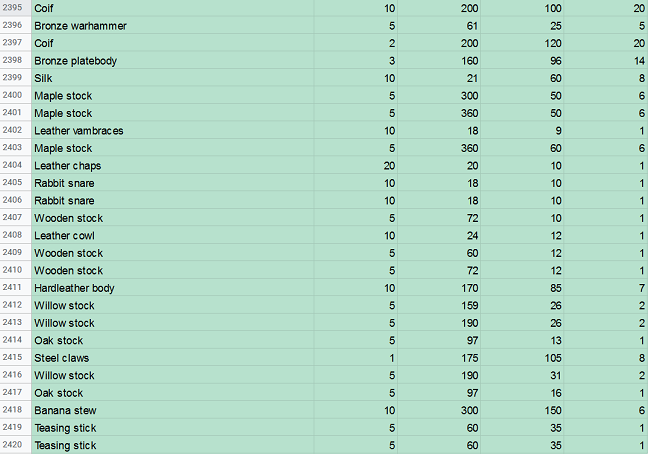 2395 Coif 10 200 100 20
2396 Bronze warhammer 5 61 25 5
2397 Coif 2 200 120 20
2398 Bronze platebody 3 160 96 14
2399 Silk 10 21 60 8
2400 Maple stock 5 300 50 6
2401 Maple stock 5 360 50 6
2402 Leather vambraces 10 18 9 1
2403 Maple stock 5 360 60 6
2404 Leather chaps 20 20 10 1
2405 Rabbit snare 10 18 10 1
2406 Rabbit snare 10 18 10 1
2407 Wooden stock 5 72 10 1
2408 Leather cowl 10 24 12 1
2409 Wooden stock 5 60 12 1
2410 Wooden stock 5 72 12 1
2411 Hardleather body 10 170 85 7
2412 Willow stock 5 159 26 2
2413 Willow stock 5 190 26 2
2414 Oak stock 5 97 13 1
2415 Steel claws 1 175 105 8
2416 Willow stock 5 190 31 2
2417 Oak stock 5 97 16 1
2418 Banana stew 10 300 150 6
2419 Teasing stick 5 60 35 1
2420 Teasing stick 5 60 35 1